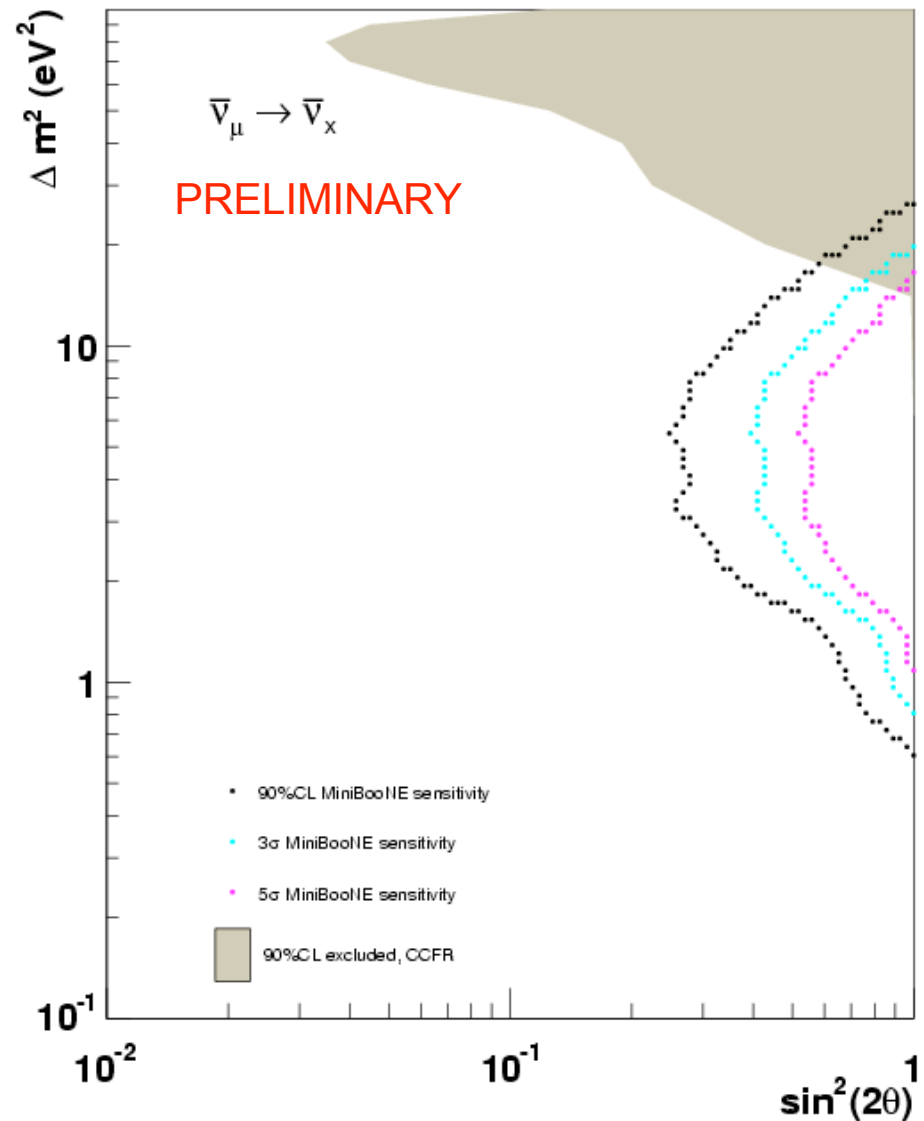 Δ m² (eV²)
ν̅μ → ν̅x
PRELIMINARY
10
1
90%CL MiniBooNE sensitivity
3σ MiniBooNE sensitivity
5σ MiniBooNE sensitivity
90%CL excluded, CCFR
10⁻¹
10⁻² 10⁻¹ 1
sin²(2θ)